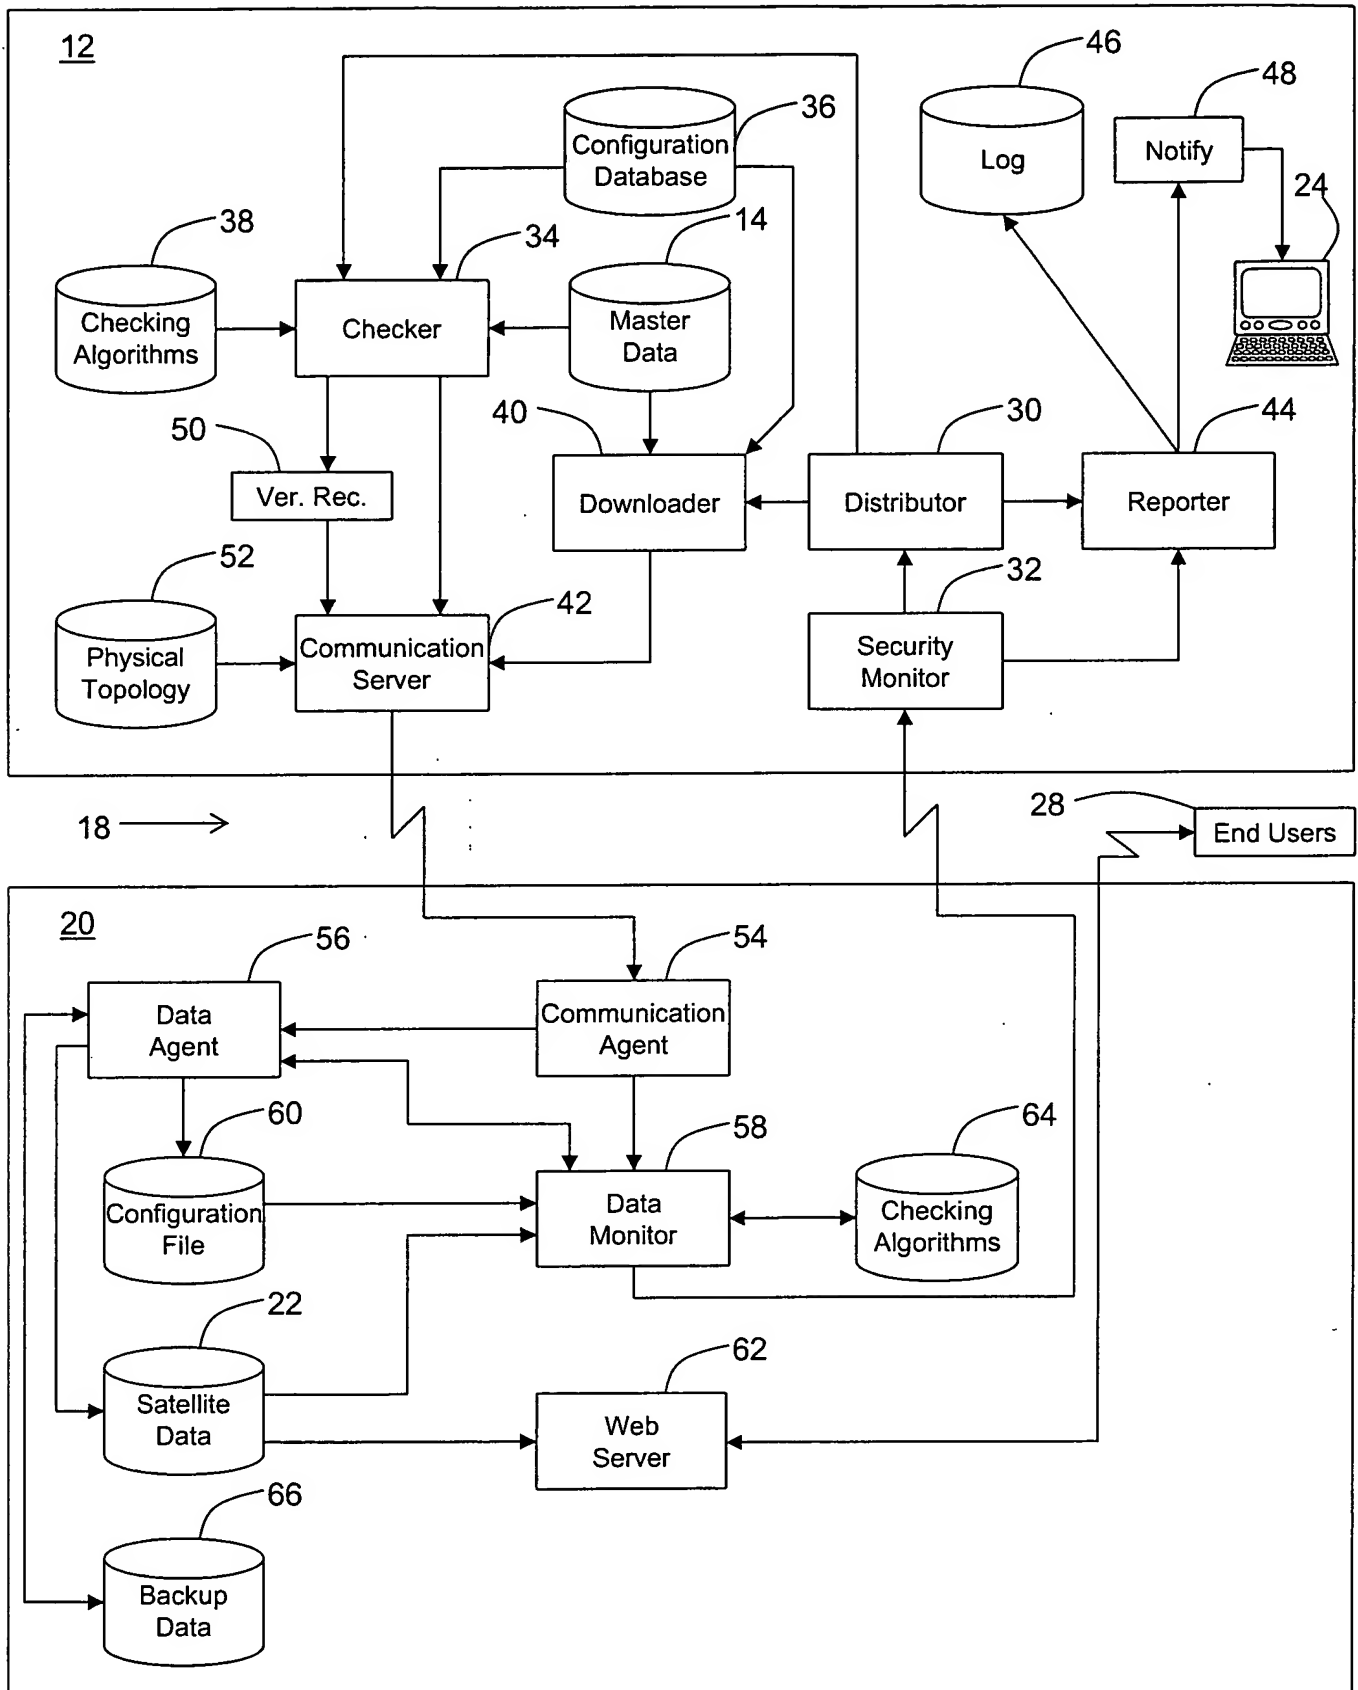 12
46
48
36
Configuration
Database
Log
Notify
24
38
34
14
Checking
Algorithms
Checker
Master
Data
50
40
30
44
Ver. Rec.
Downloader
Distributor
Reporter
52
42
32
Physical
Topology
Communication
Server
Security
Monitor
18
28
End Users
20
56
54
Data
Agent
Communication
Agent
60
58
64
Configuration
File
Data
Monitor
Checking
Algorithms
22
62
Satellite
Data
Web
Server
66
Backup
Data